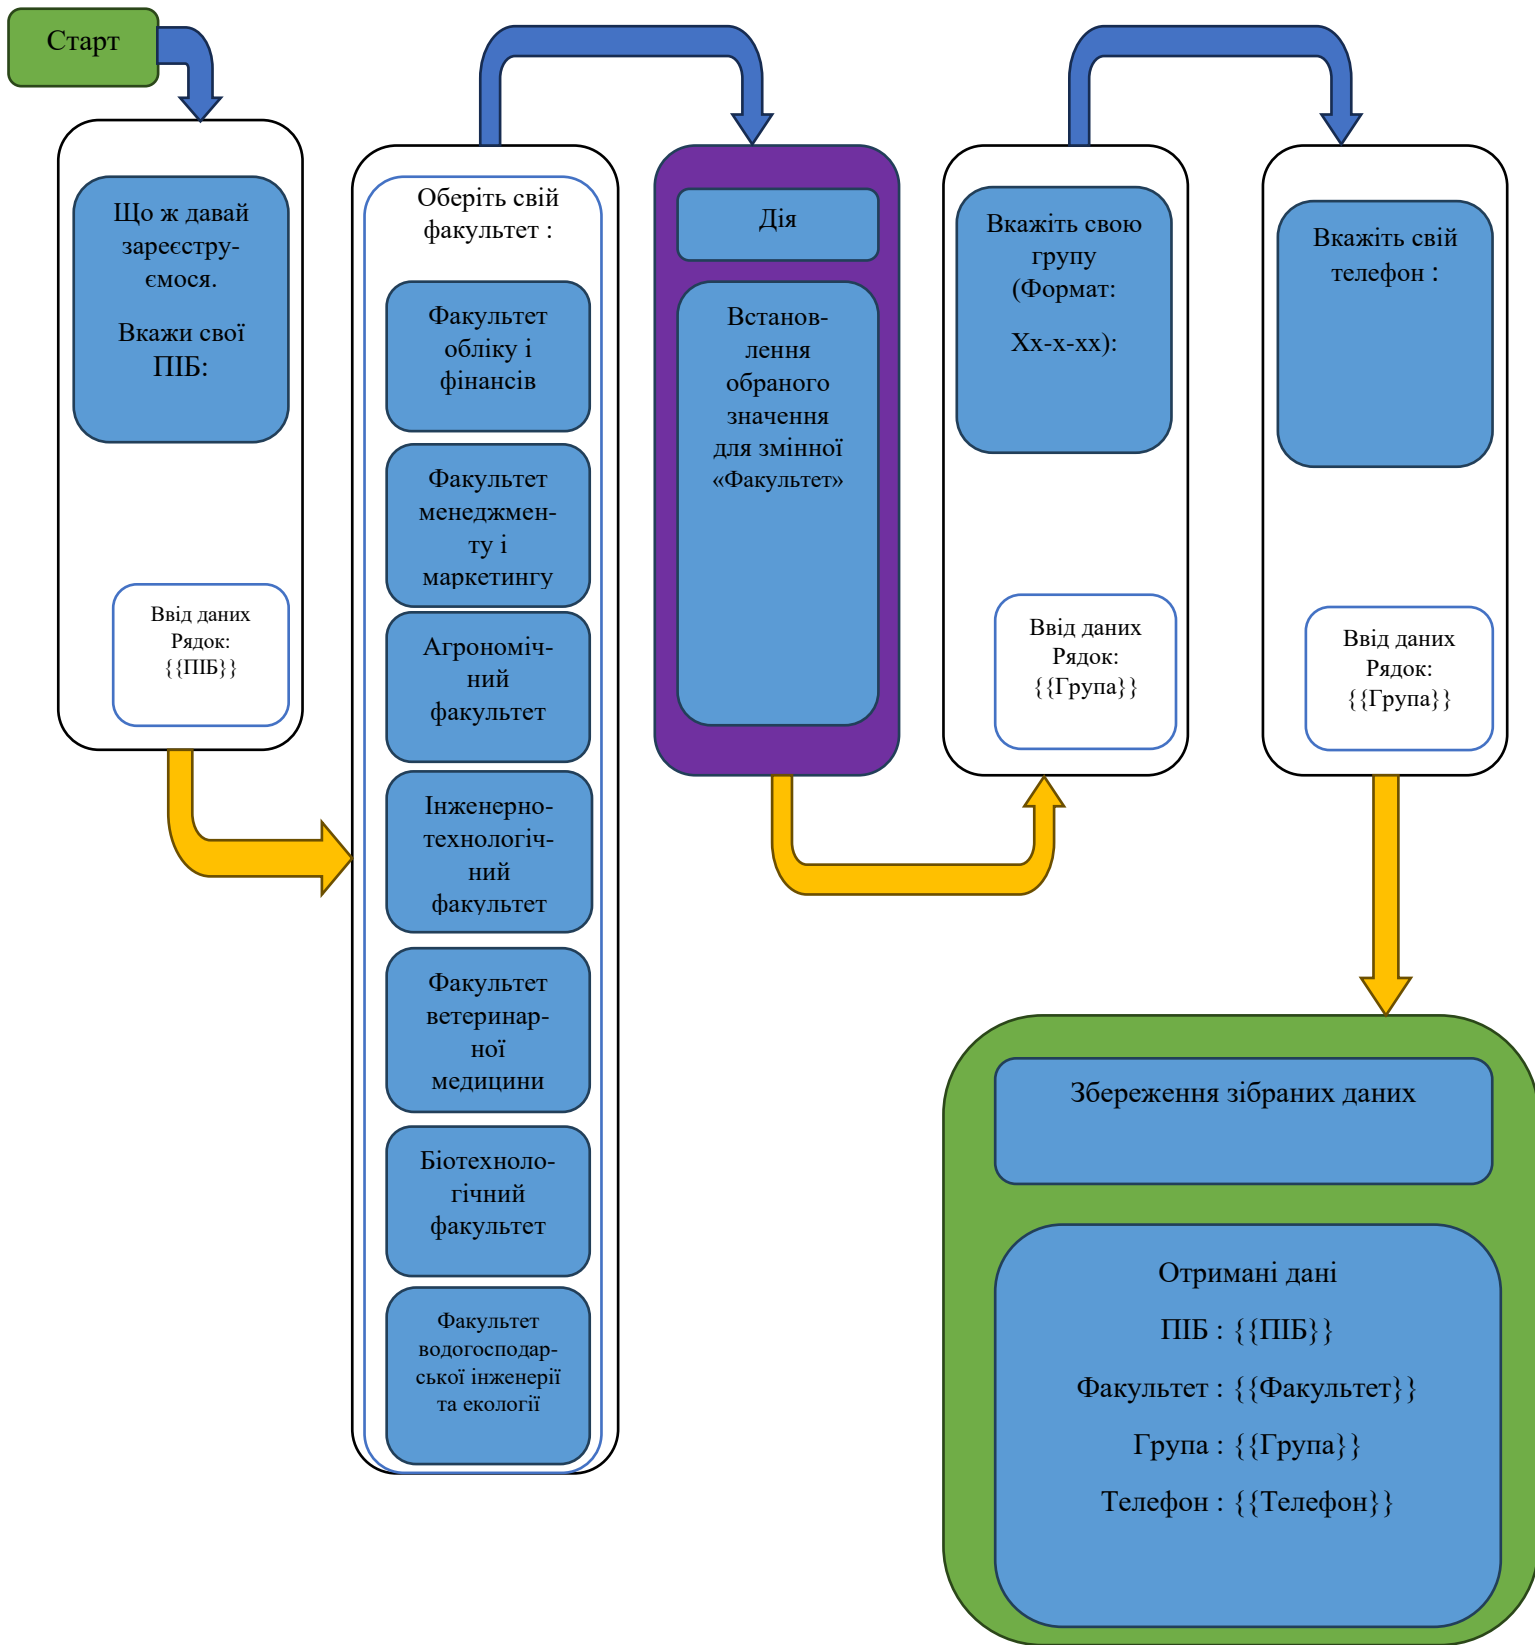 Старт
Що ж давай
зареєстру-
ємося.
Вкажи свої
ПІБ:
Ввід даних
Рядок:
{{ПІБ}}
Оберіть свій
факультет :
Факультет
обліку і
фінансів
Факультет
менеджмен-
ту і
маркетингу
Агрономіч-
ний
факультет
Інженерно-
технологіч-
ний
факультет
Факультет
ветеринар-
ної
медицини
Біотехноло-
гічний
факультет
Факультет
водогосподар-
ської інженерії
та екології
Дія
Встанов-
лення
обраного
значення
для змінної
«Факультет»
Вкажіть свою
групу
(Формат:
Хх-х-хх):
Ввід даних
Рядок:
{{Група}}
Вкажіть свій
телефон :
Ввід даних
Рядок:
{{Група}}
Збереження зібраних даних
Отримані дані
ПІБ : {{ПІБ}}
Факультет : {{Факультет}}
Група : {{Група}}
Телефон : {{Телефон}}